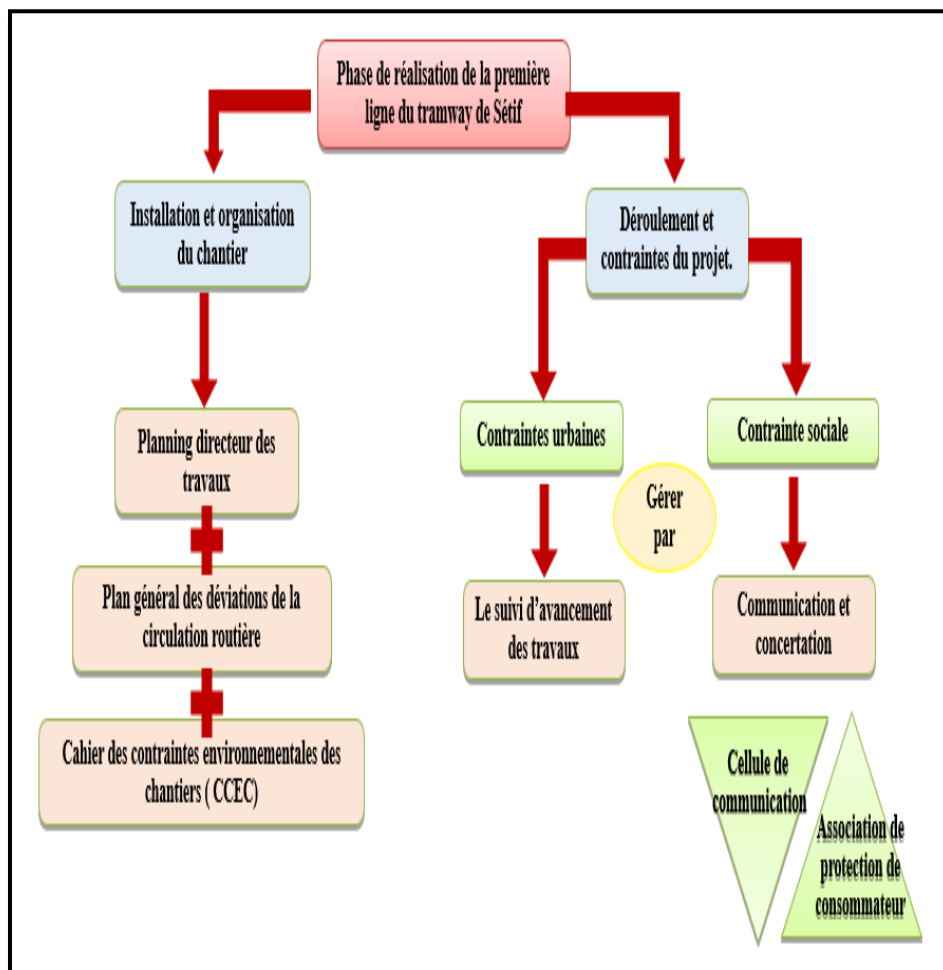 Phase de réalisation de la première
ligne du tramway de Sétif
Installation et organisation
du chantier
Déroulement et
contraintes du projet.
Planning directeur des
travaux
Contraintes urbaines
Contrainte sociale
Gérer
par
Plan général des déviations de la
circulation routière
Le suivi d’avancement
des travaux
Communication et
concertation
Cahier des contraintes environnementales des
chantiers ( CCEC)
Cellule de
communication
Association de
protection de
consommateur